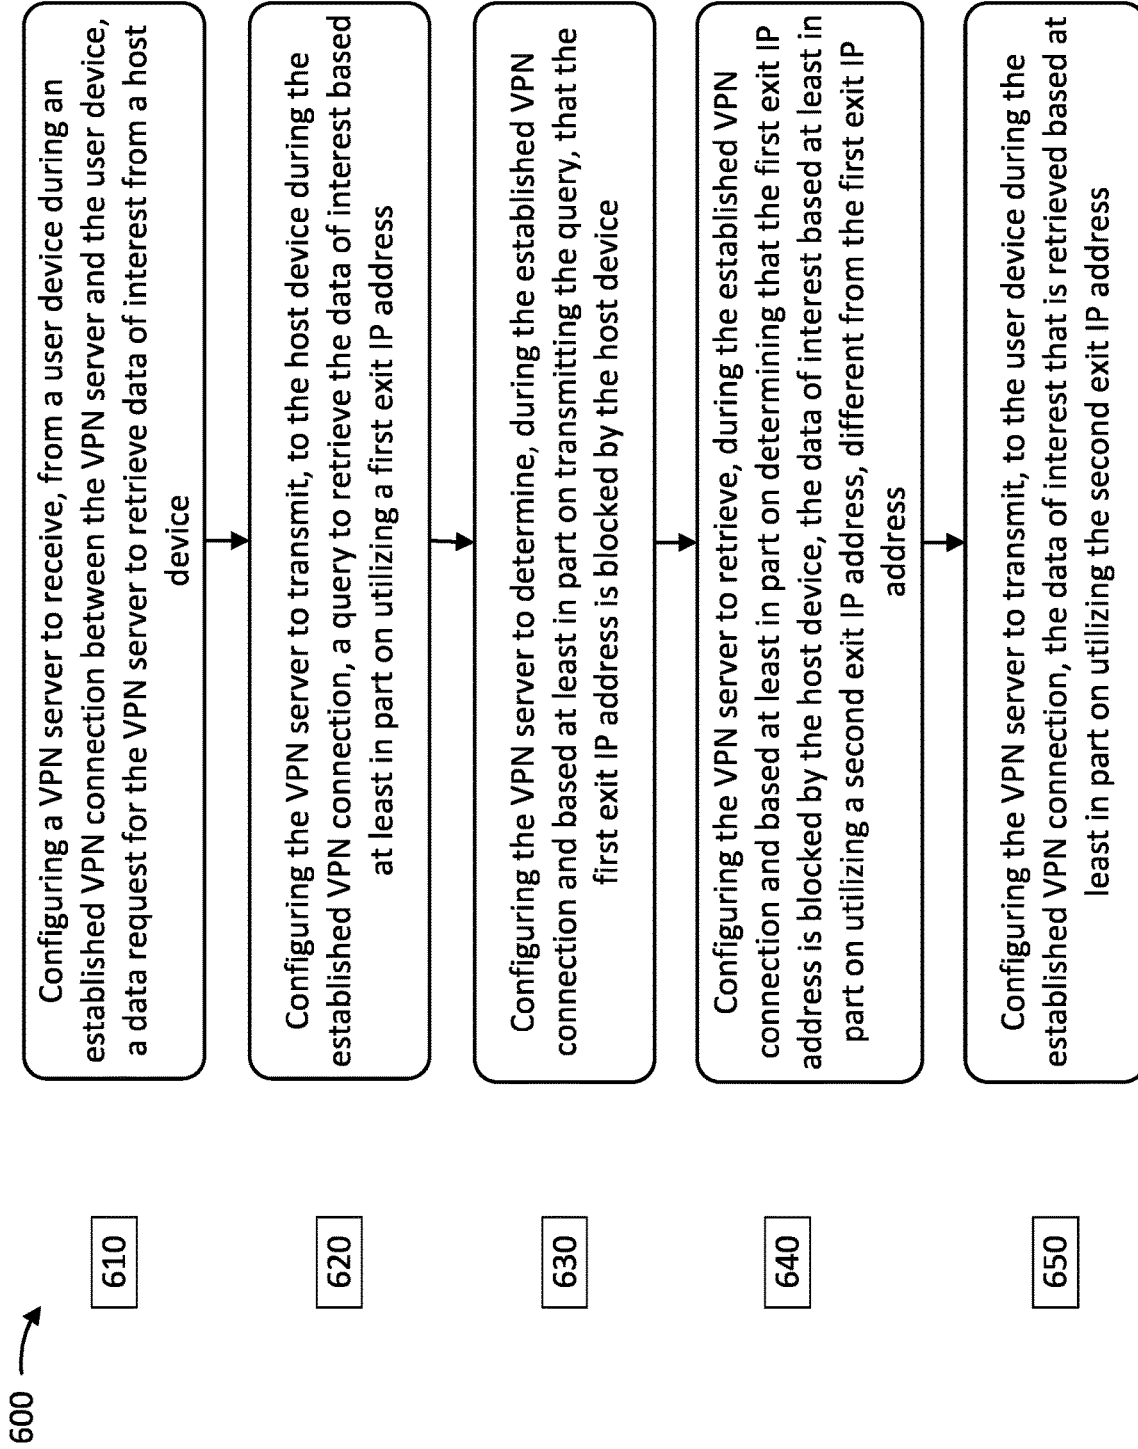 600
610
Configuring a VPN server to receive, from a user device during an
established VPN connection between the VPN server and the user device,
a data request for the VPN server to retrieve data of interest from a host
device
620
Configuring the VPN server to transmit, to the host device during the
established VPN connection, a query to retrieve the data of interest based
at least in part on utilizing a first exit IP address
630
Configuring the VPN server to determine, during the established VPN
connection and based at least in part on transmitting the query, that the
first exit IP address is blocked by the host device
640
Configuring the VPN server to retrieve, during the established VPN
connection and based at least in part on determining that the first exit IP
address is blocked by the host device, the data of interest based at least in
part on utilizing a second exit IP address, different from the first exit IP
address
650
Configuring the VPN server to transmit, to the user device during the
established VPN connection, the data of interest that is retrieved based at
least in part on utilizing the second exit IP address